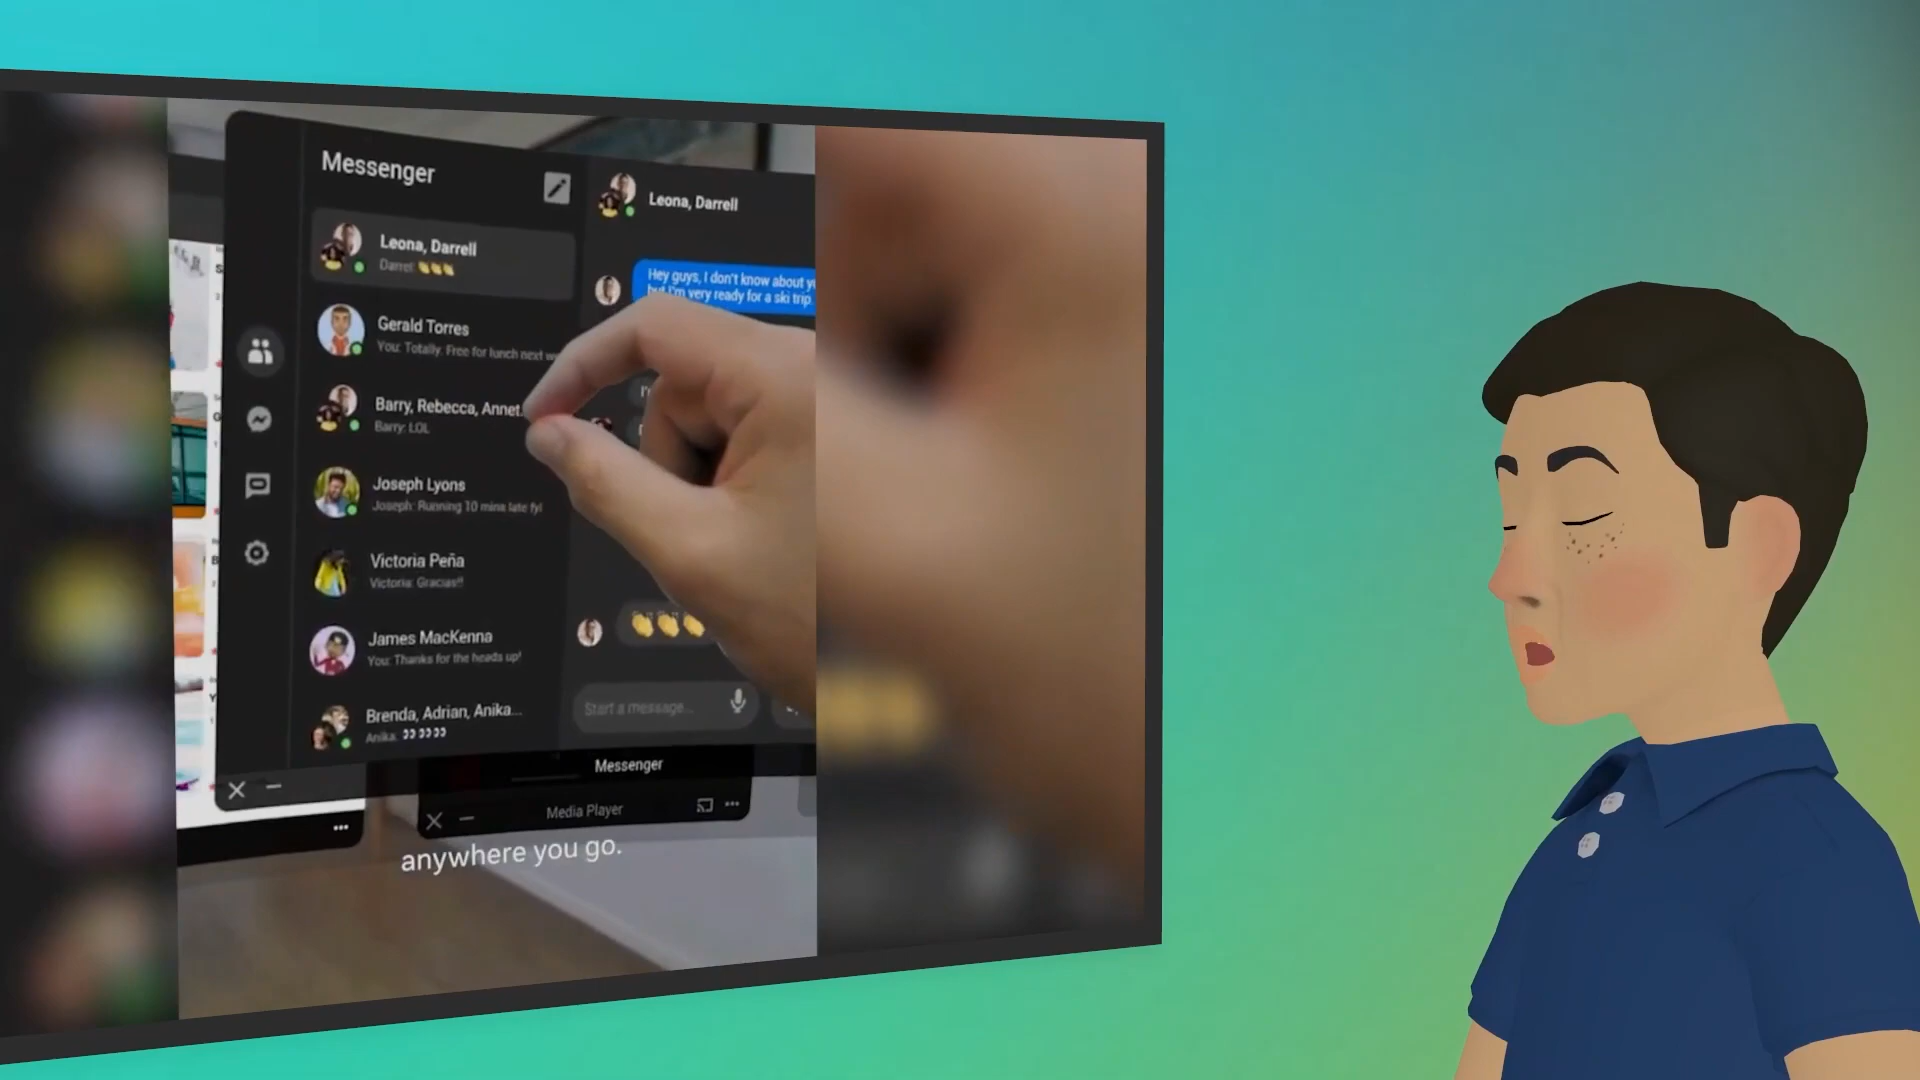 Messenger
Leona, Darrell
Darrel: 👏👏👏
Gerald Torres
You: Totally. Free for lunch next
Barry, Rebecca, Annet
Barry: LOL
Joseph Lyons
Joseph: Running 10 mins late fyi
Victoria Peña
Victoria: Gracias!!
James MacKenna
You: Thanks for the heads up!
Brenda, Adrian, Anika...
Anika:
Leona, Darrell
Hey guys, I don't know about
but I'm very ready for a ski trip
👏👏👏
Start a message...
Messenger
Media Player
anywhere you go.